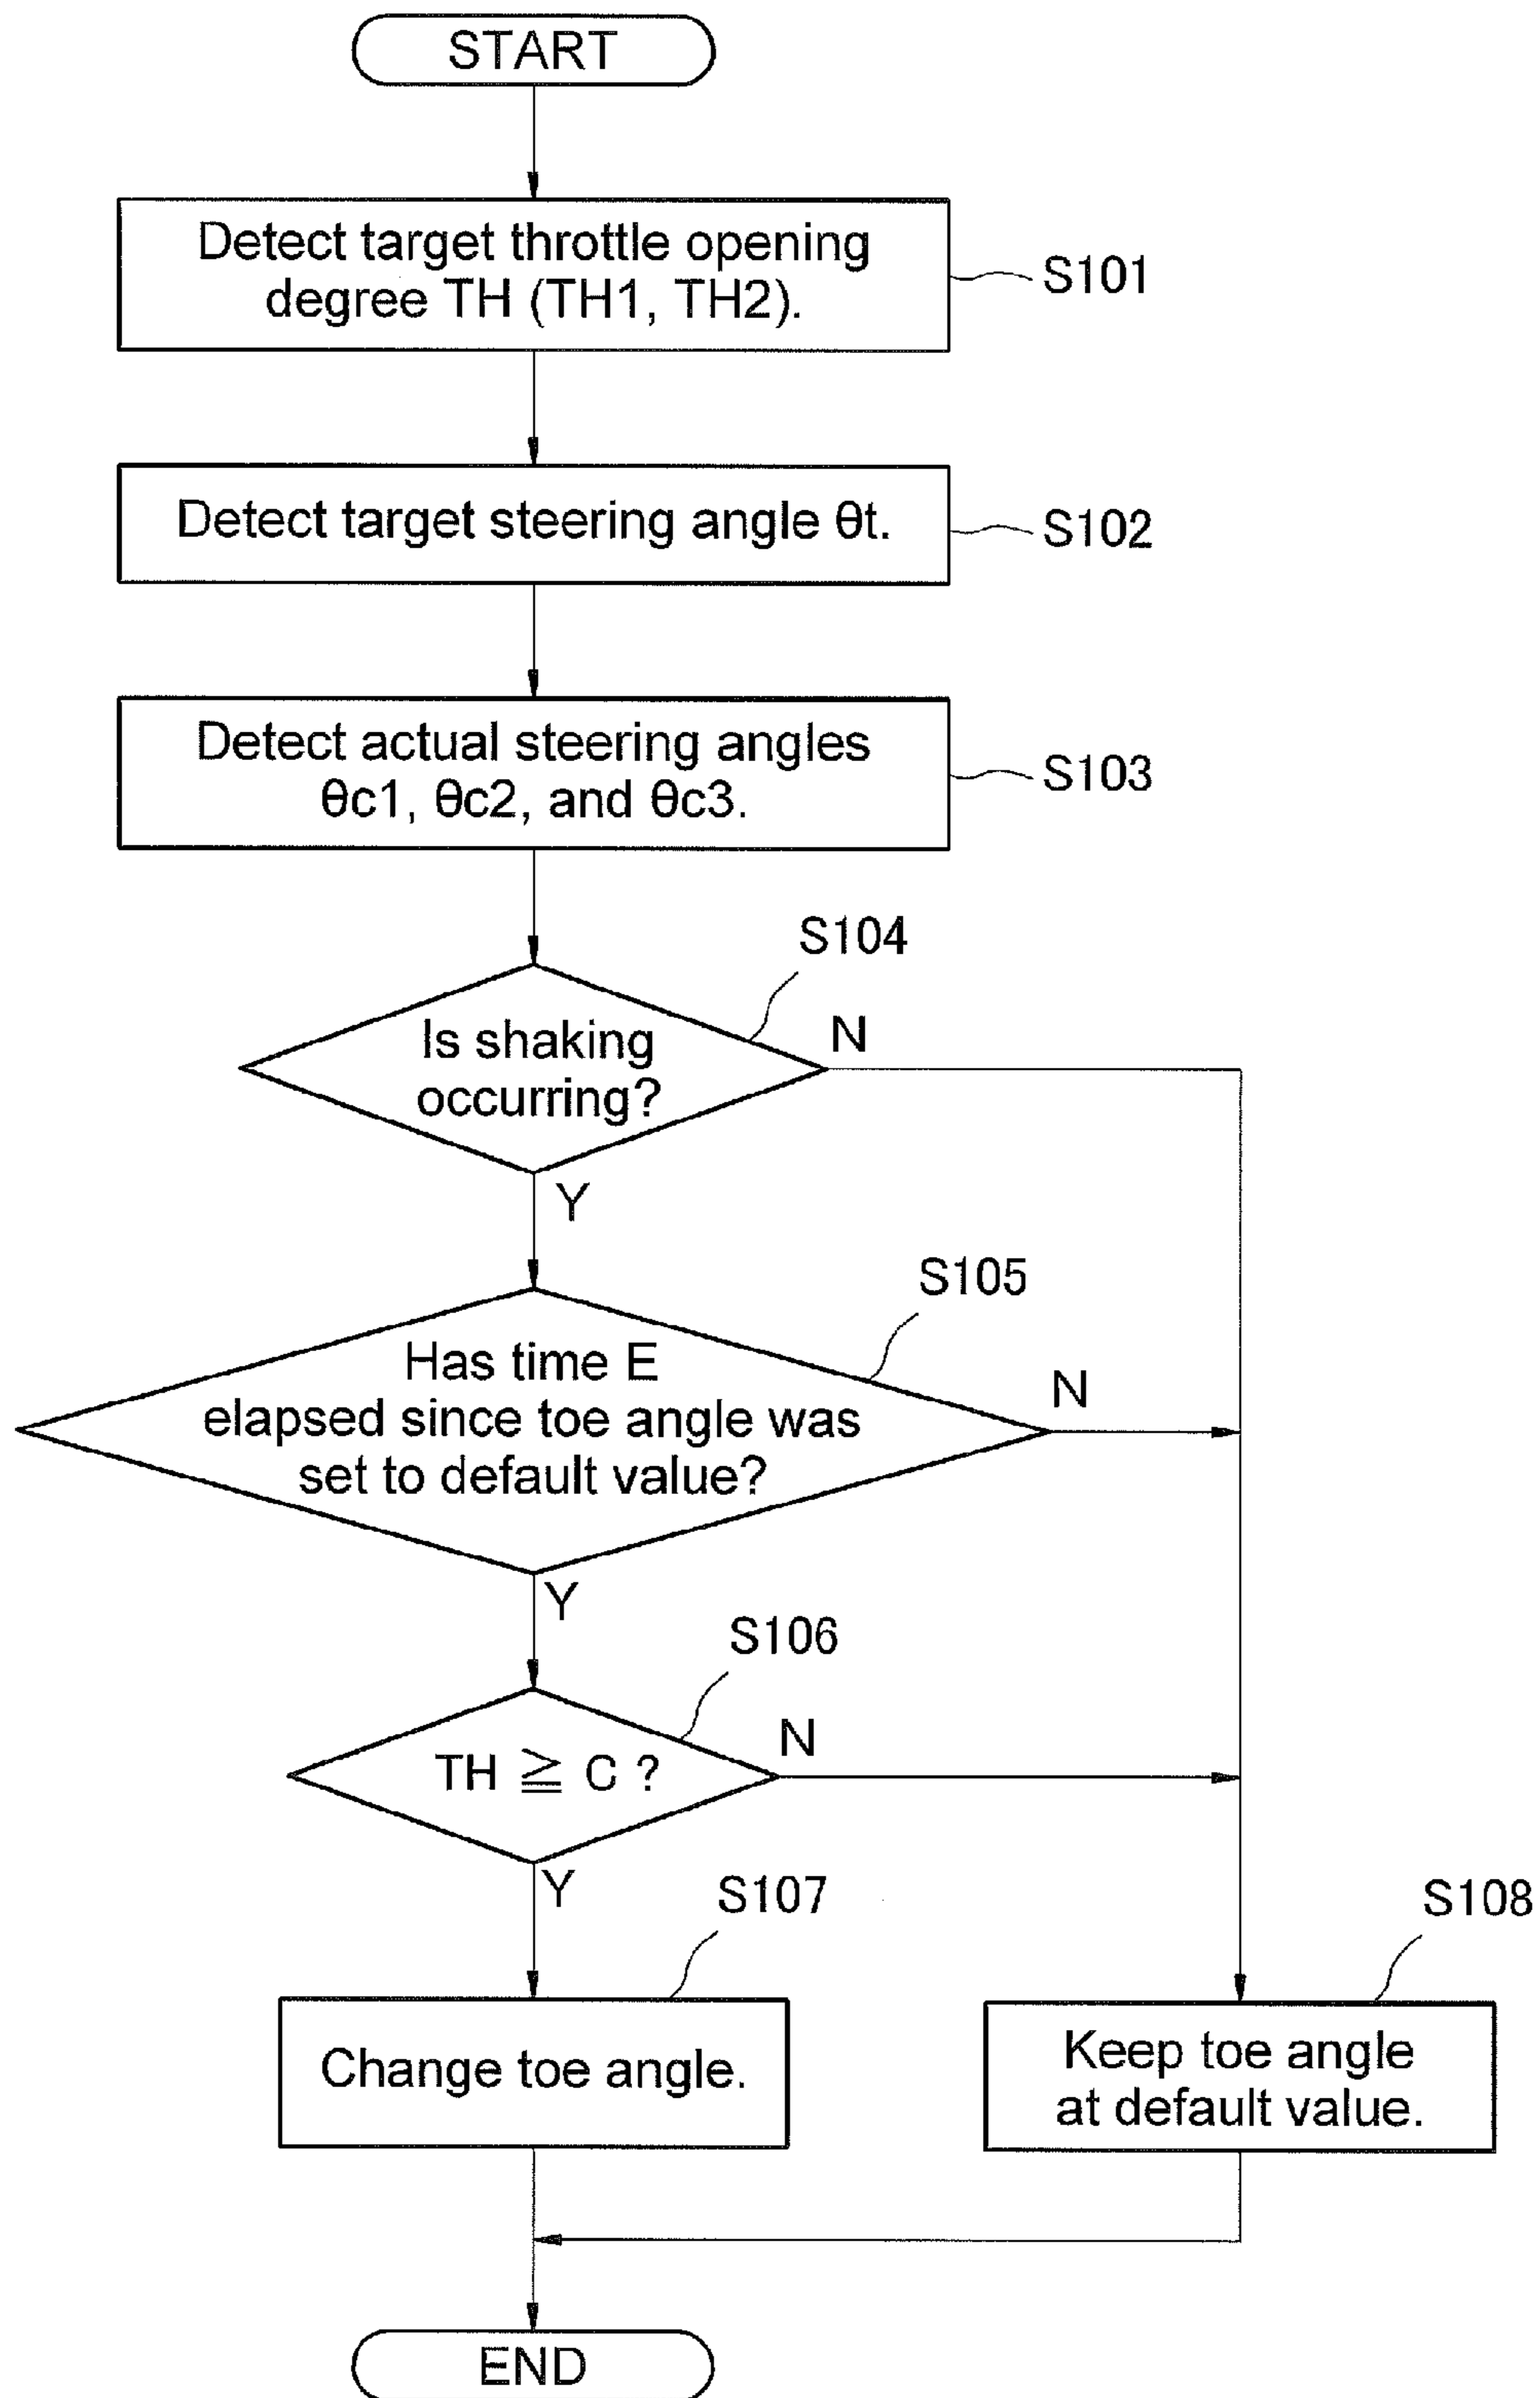 START
Detect target throttle opening
degree TH (TH1, TH2).
S101
Detect target steering angle θt.
S102
Detect actual steering angles
θc1, θc2, and θc3.
S103
S104
Is shaking
occurring?
N
Y
S105
Has time E
elapsed since toe angle was
set to default value?
N
Y
S106
TH ≧ C ?
N
Y
S107
Change toe angle.
S108
Keep toe angle
at default value.
END